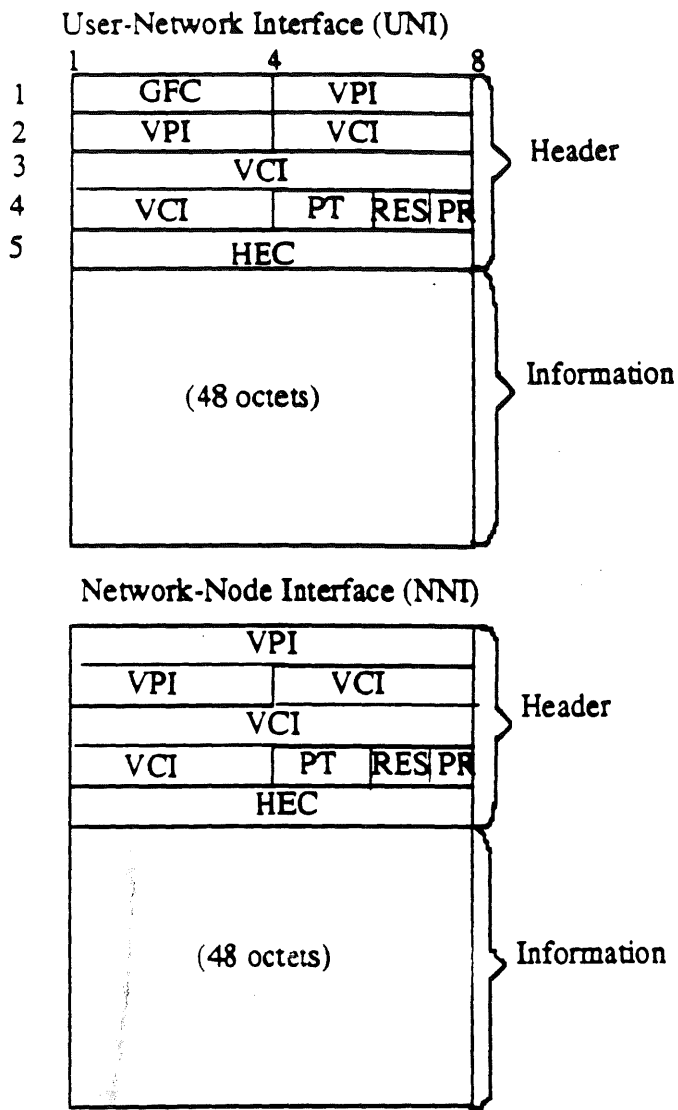 User-Network Interface (UNI)
1 4 8
1 GFC VPI
2 VPI VCI Header
3 VCI
4 VCI PT RES PR
5 HEC
(48 octets) Information
Network-Node Interface (NNI)
VPI
VPI VCI Header
VCI
VCI PT RES PR
HEC
(48 octets) Information